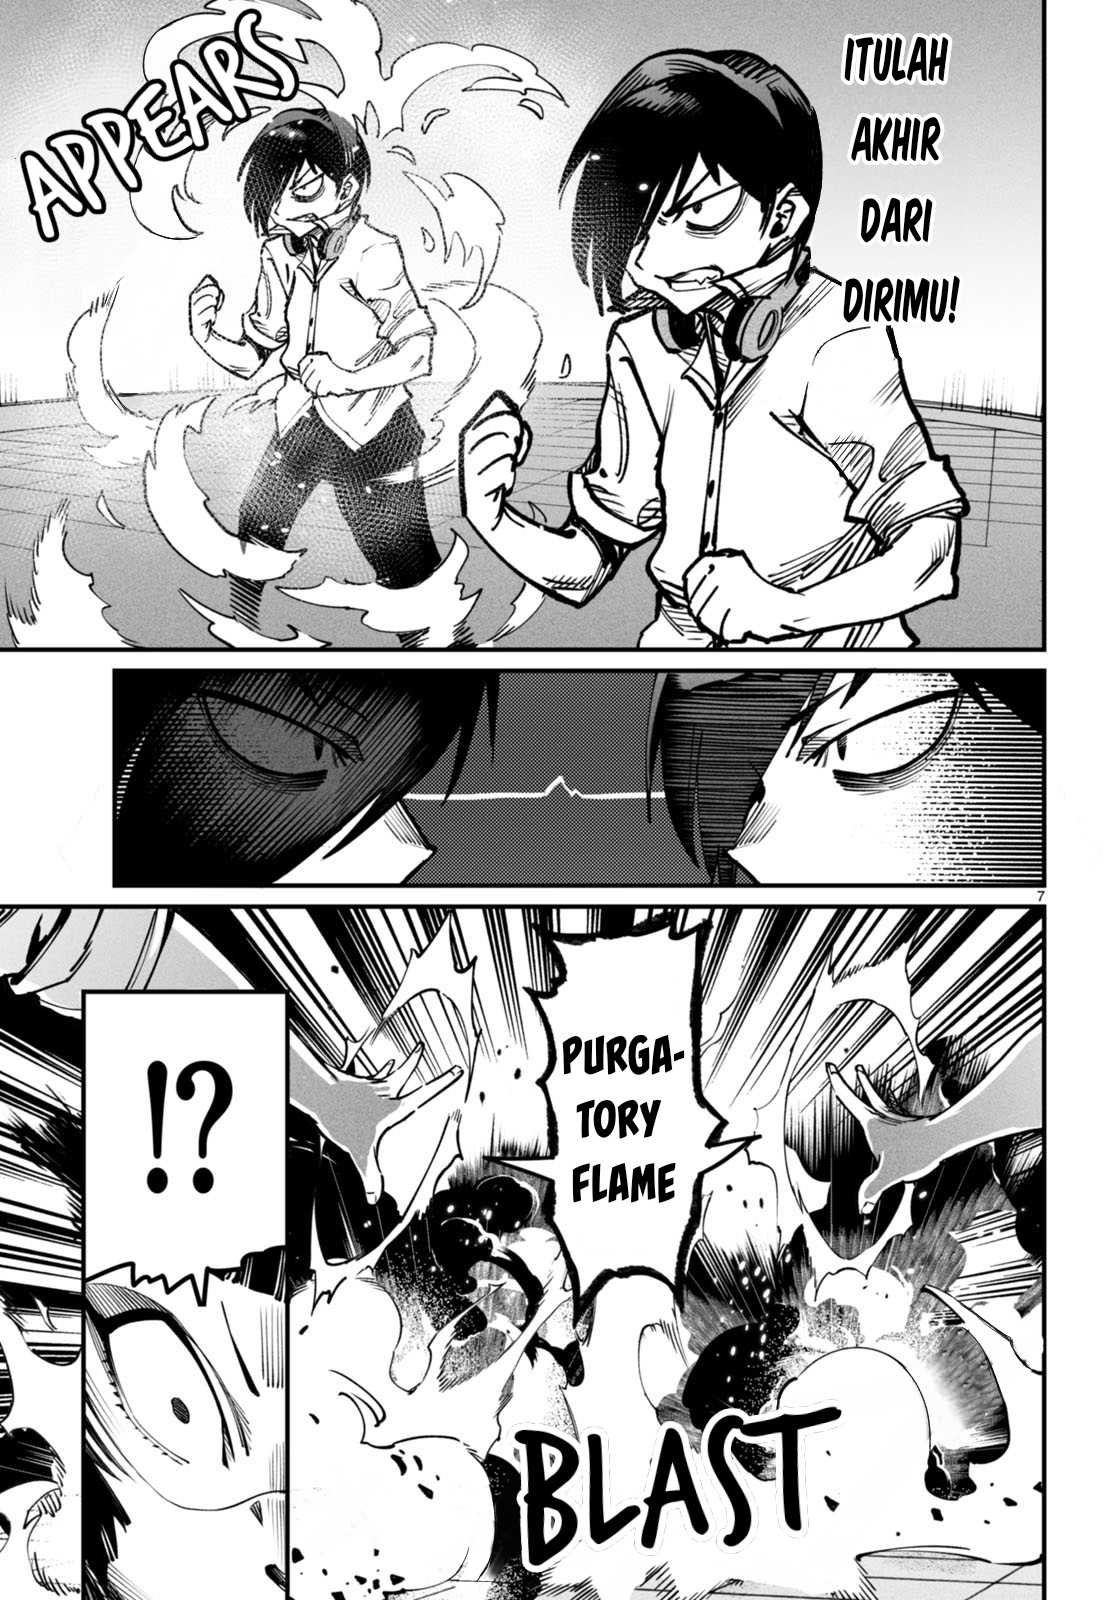 ITULAH
AKHIR
DARI
DIRIMU!
APPEARS
7
PURGA-
TORY
FLAME
!?
BLAST